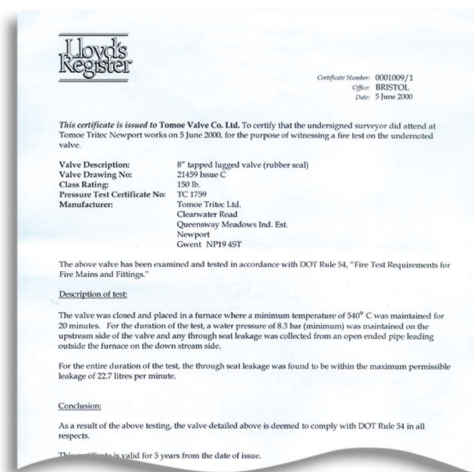 Lloyd's
Register
Certificate Number: 0001009/1
Office: BRISTOL
Date: 5 June 2000
This certificate is issued to Tomoe Valve Co. Ltd. To certify that the undersigned surveyor did attend at
Tomoe Tritec Newport works on 5 June 2000, for the purpose of witnessing a fire test on the undernoted
valve.
Valve Description: 8" tapped lugged valve (rubber seal)
Valve Drawing No: 21459 Issue C
Class Rating: 150 lb.
Pressure Test Certificate No: TC 1759
Manufacturer: Tomoe Tritec Ltd.
Clearwater Road
Queensway Meadows Ind. Est.
Newport
Gwent NP19 4ST
The above valve has been examined and tested in accordance with DOT Rule 54, "Fire Test Requirements for
Fire Mains and Fittings."
Description of test:
The valve was closed and placed in a furnace where a minimum temperature of 540° C was maintained for
20 minutes. For the duration of the test, a water pressure of 8.3 bar (minimum) was maintained on the
upstream side of the valve and any through seat leakage was collected from an open ended pipe leading
outside the furnace on the down stream side.
For the entire duration of the test, the through seat leakage was found to be within the maximum permissible
leakage of 22.7 litres per minute.
Conclusion:
As a result of the above testing, the valve detailed above is deemed to comply with DOT Rule 54 in all
respects.
This certificate is valid for 5 years from the date of issue.